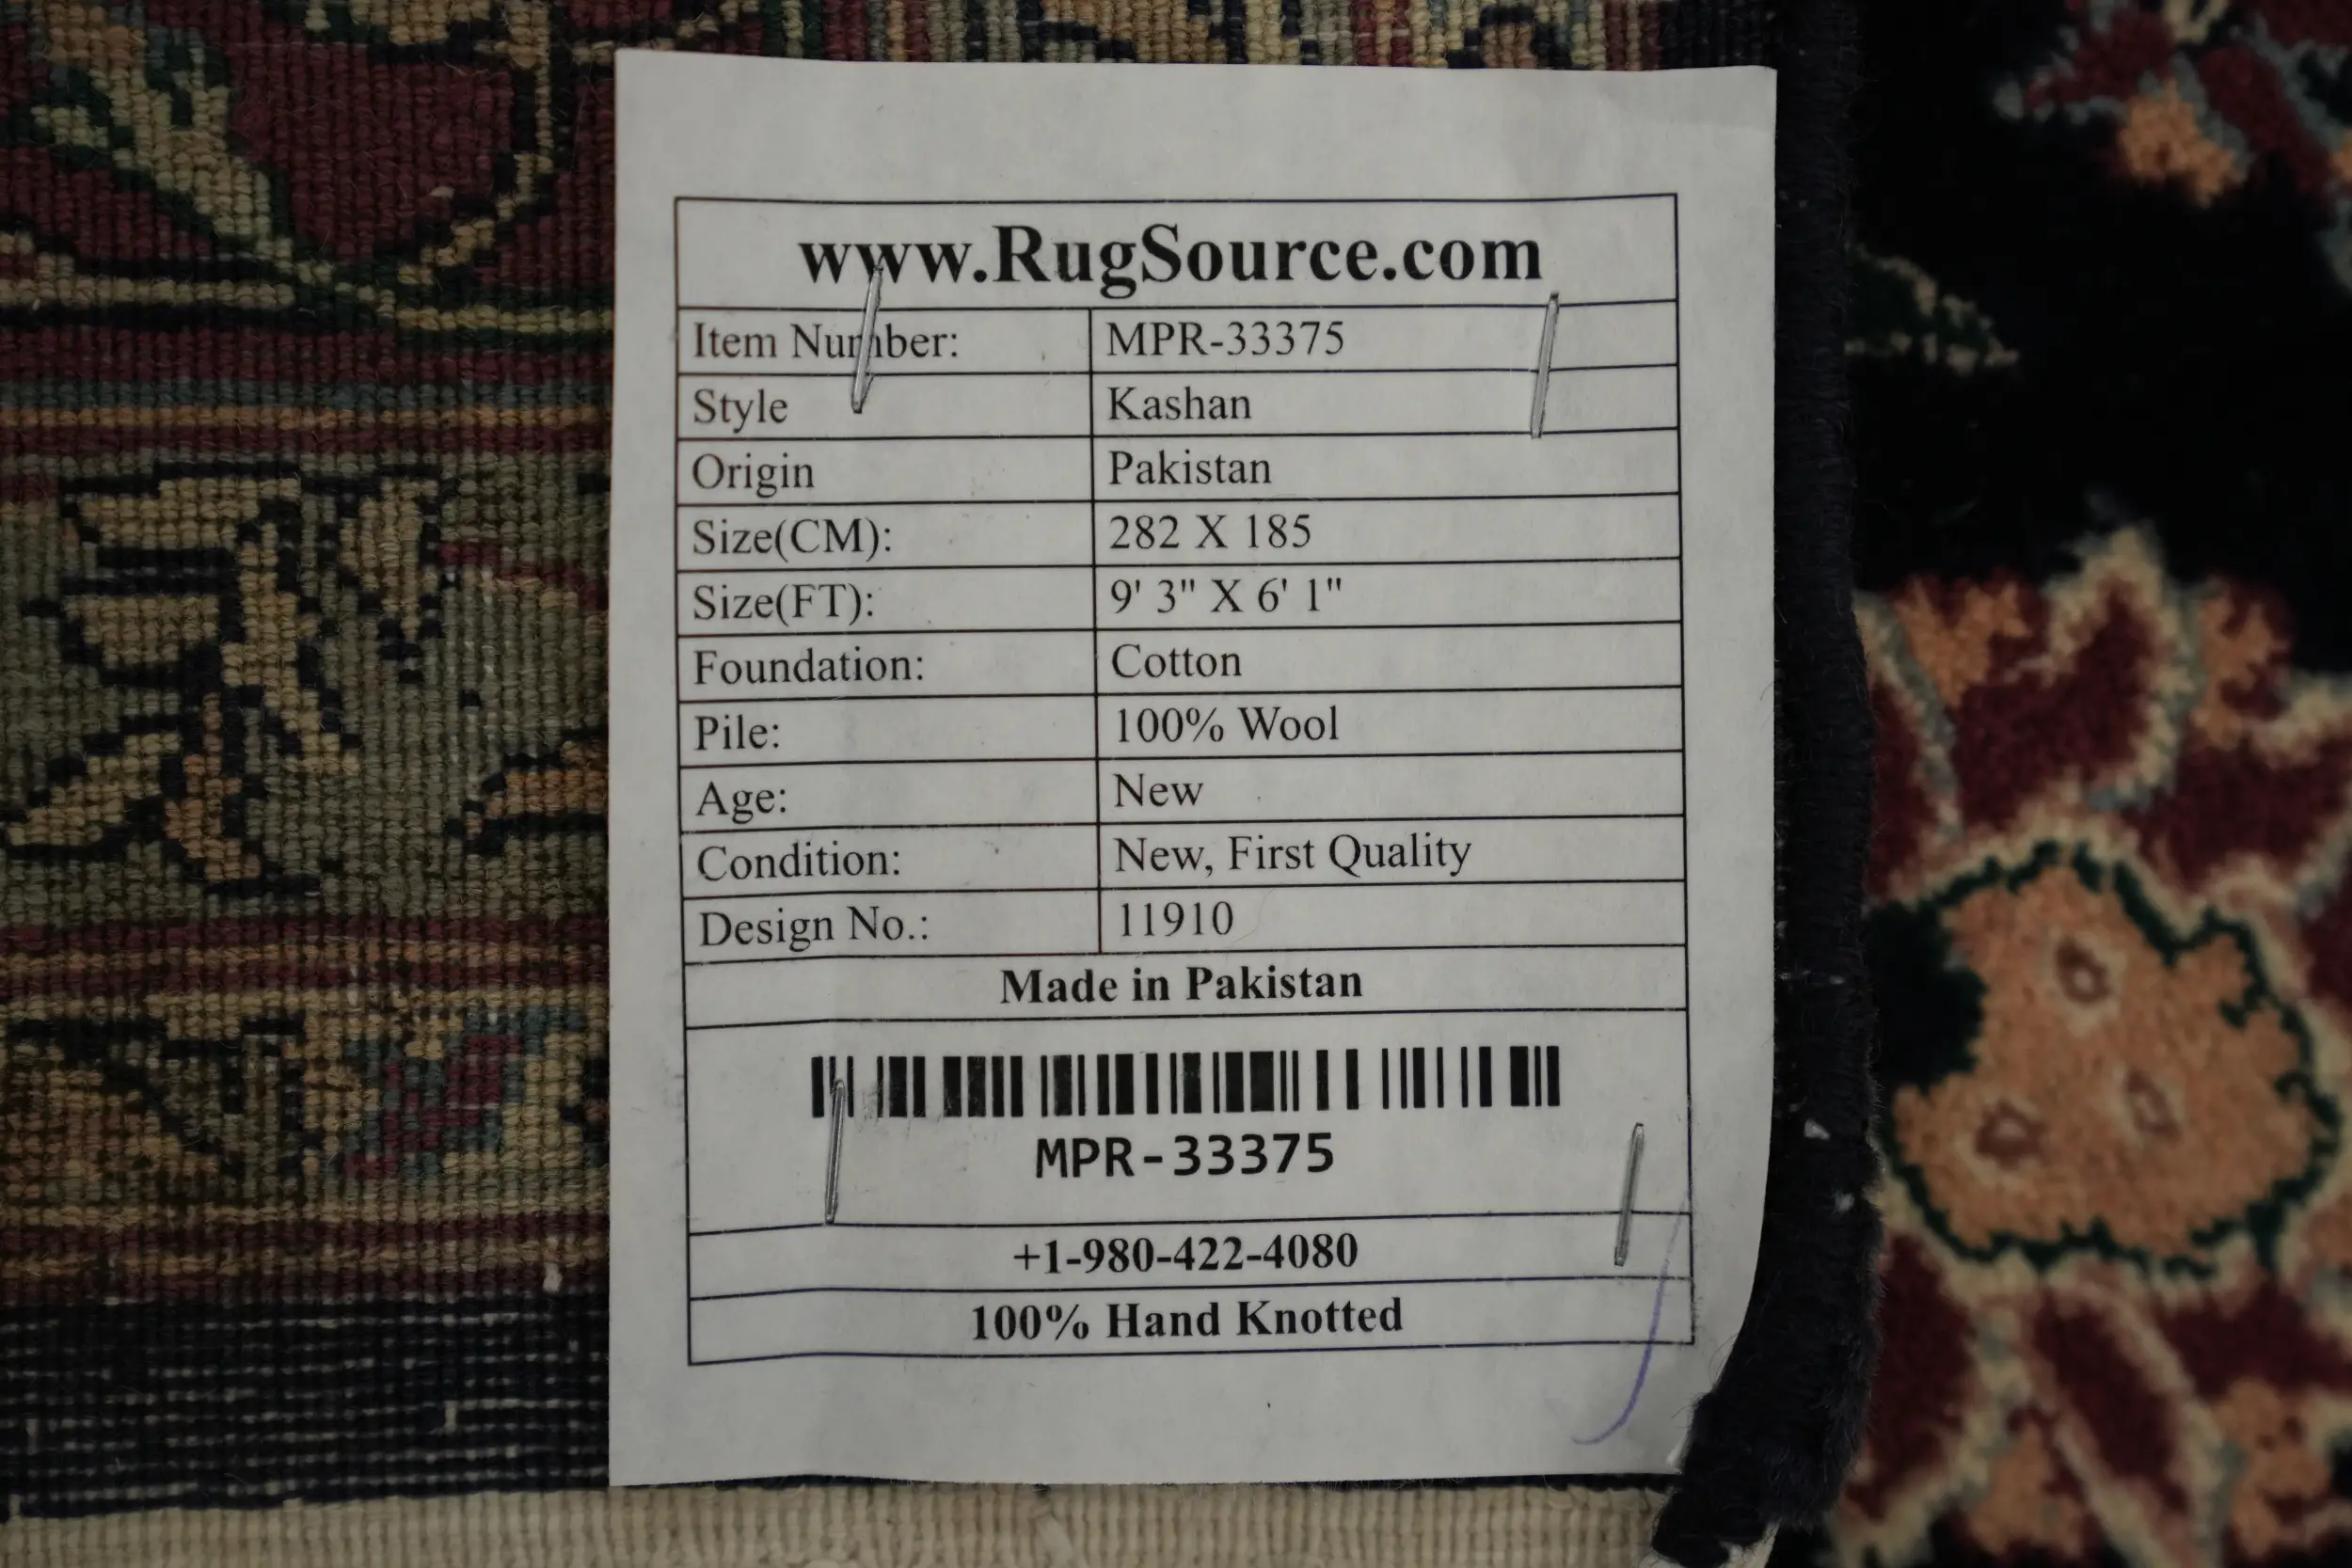 www.RugSource.com
Item Number: MPR-33375
Style Kashan
Origin Pakistan
Size(CM): 282 X 185
Size(FT): 9' 3" X 6' 1"
Foundation: Cotton
Pile: 100% Wool
Age: New
Condition: New, First Quality
Design No.: 11910
Made in Pakistan
MPR-33375
+1-980-422-4080
100% Hand Knotted